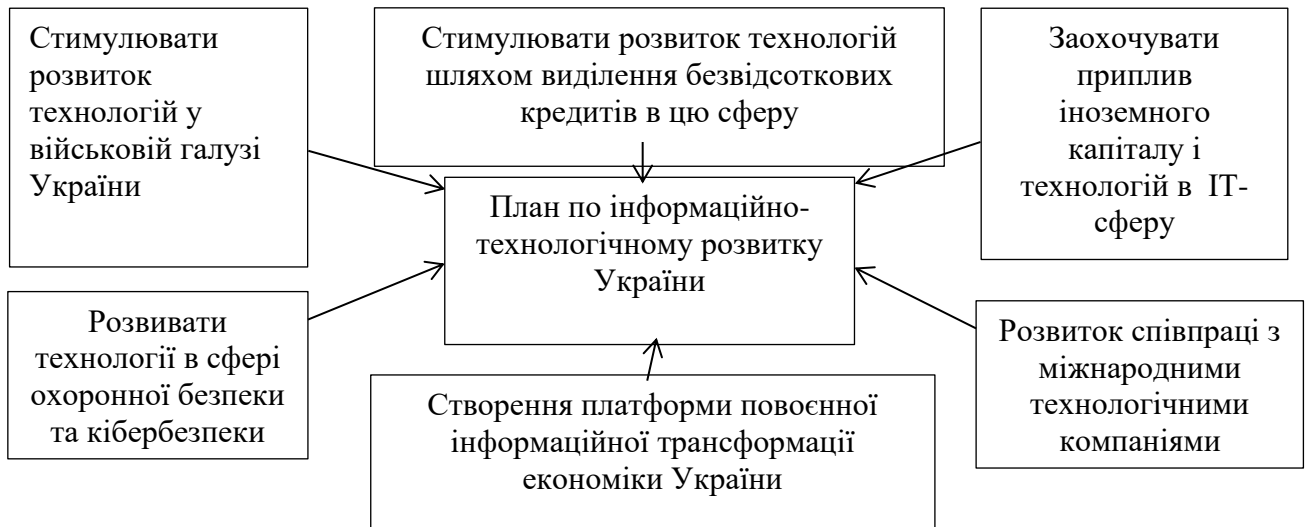 Стимулювати
розвиток
технологій у
військовій галузі
України
Стимулювати розвиток технологій
шляхом виділення безвідсоткових
кредитів в цю сферу
Заохочувати
приплив
іноземного
капіталу і
технологій в ІТ-
сферу
План по інформаційно-
технологічному розвитку
України
Розвивати
технології в сфері
охоронної безпеки
та кібербезпеки
Створення платформи повоєнної
інформаційної трансформації
економіки України
Розвиток співпраці з
міжнародними
технологічними
компаніями